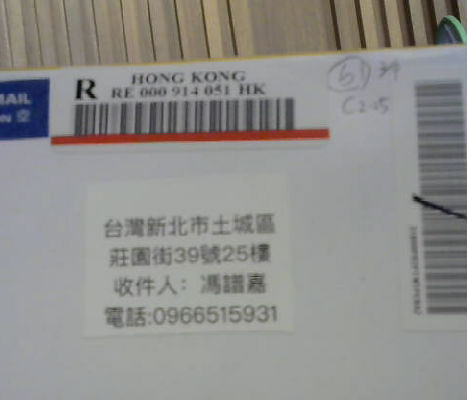 MAIL
空
R HONG KONG
RE 000 914 051 HK
台灣新北市土城區
莊園街39號25樓
收件人：馮譜嘉
電話:0966515931